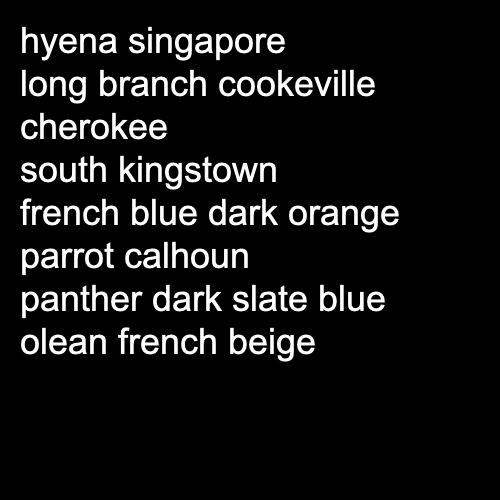 hyena singapore
long branch cookeville
cherokee
south kingstown
french blue dark orange
parrot calhoun
panther dark slate blue
olean french beige